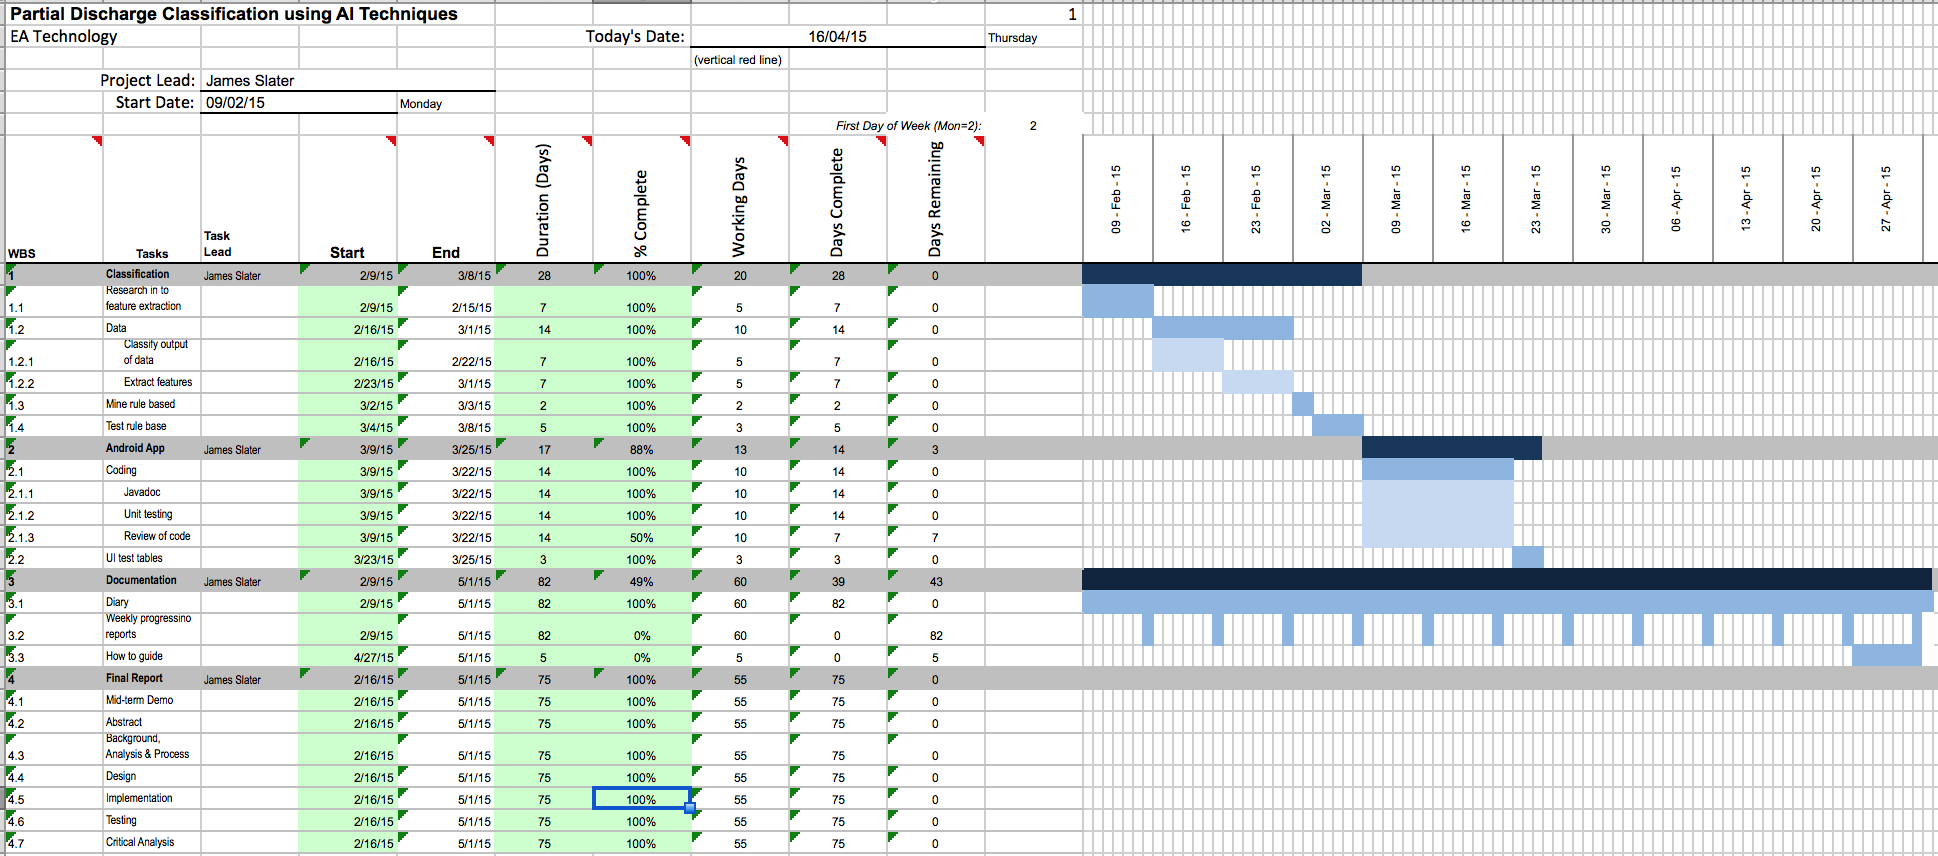 Partial Discharge Classification using AI Techniques 1
EA Technology Today's Date: 16/04/15 Thursday
(vertical red line)
Project Lead: James Slater
Start Date: 09/02/15 Monday
First Day of Week (Mon=2): 2
WBS Tasks Task Lead Start End Duration (Days) % Complete Working Days Days Complete Days Remaining 09 - Feb - 15 16 - Feb - 15 23 - Feb - 15 02 - Mar - 15 09 - Mar - 15 16 - Mar - 15 23 - Mar - 15 30 - Mar - 15 06 - Apr - 15 13 - Apr - 15 20 - Apr - 15 27 - Apr - 15
1 Classification James Slater 2/9/15 3/8/15 28 100% 20 28 0
1.1 Research in to feature extraction 2/9/15 2/15/15 7 100% 5 7 0
1.2 Data 2/16/15 3/1/15 14 100% 10 14 0
1.2.1 Classify output of data 2/16/15 2/22/15 7 100% 5 7 0
1.2.2 Extract features 2/23/15 3/1/15 7 100% 5 7 0
1.3 Mine rule based 3/2/15 3/3/15 2 100% 2 2 0
1.4 Test rule base 3/4/15 3/8/15 5 100% 3 5 0
2 Android App James Slater 3/9/15 3/25/15 17 88% 13 14 3
2.1 Coding 3/9/15 3/22/15 14 100% 10 14 0
2.1.1 Javadoc 3/9/15 3/22/15 14 100% 10 14 0
2.1.2 Unit testing 3/9/15 3/22/15 14 100% 10 14 0
2.1.3 Review of code 3/9/15 3/22/15 14 50% 10 7 7
2.2 UI test tables 3/23/15 3/25/15 3 100% 3 3 0
3 Documentation James Slater 2/9/15 5/1/15 82 49% 60 39 43
3.1 Diary 2/9/15 5/1/15 82 100% 60 82 0
3.2 Weekly progressino reports 2/9/15 5/1/15 82 0% 60 0 82
3.3 How to guide 4/27/15 5/1/15 5 0% 5 0 5
4 Final Report James Slater 2/16/15 5/1/15 75 100% 55 75 0
4.1 Mid-term Demo 2/16/15 5/1/15 75 100% 55 75 0
4.2 Abstract 2/16/15 5/1/15 75 100% 55 75 0
4.3 Background, Analysis & Process 2/16/15 5/1/15 75 100% 55 75 0
4.4 Design 2/16/15 5/1/15 75 100% 55 75 0
4.5 Implementation 2/16/15 5/1/15 75 100% 55 75 0
4.6 Testing 2/16/15 5/1/15 75 100% 55 75 0
4.7 Critical Analysis 2/16/15 5/1/15 75 100% 55 75 0